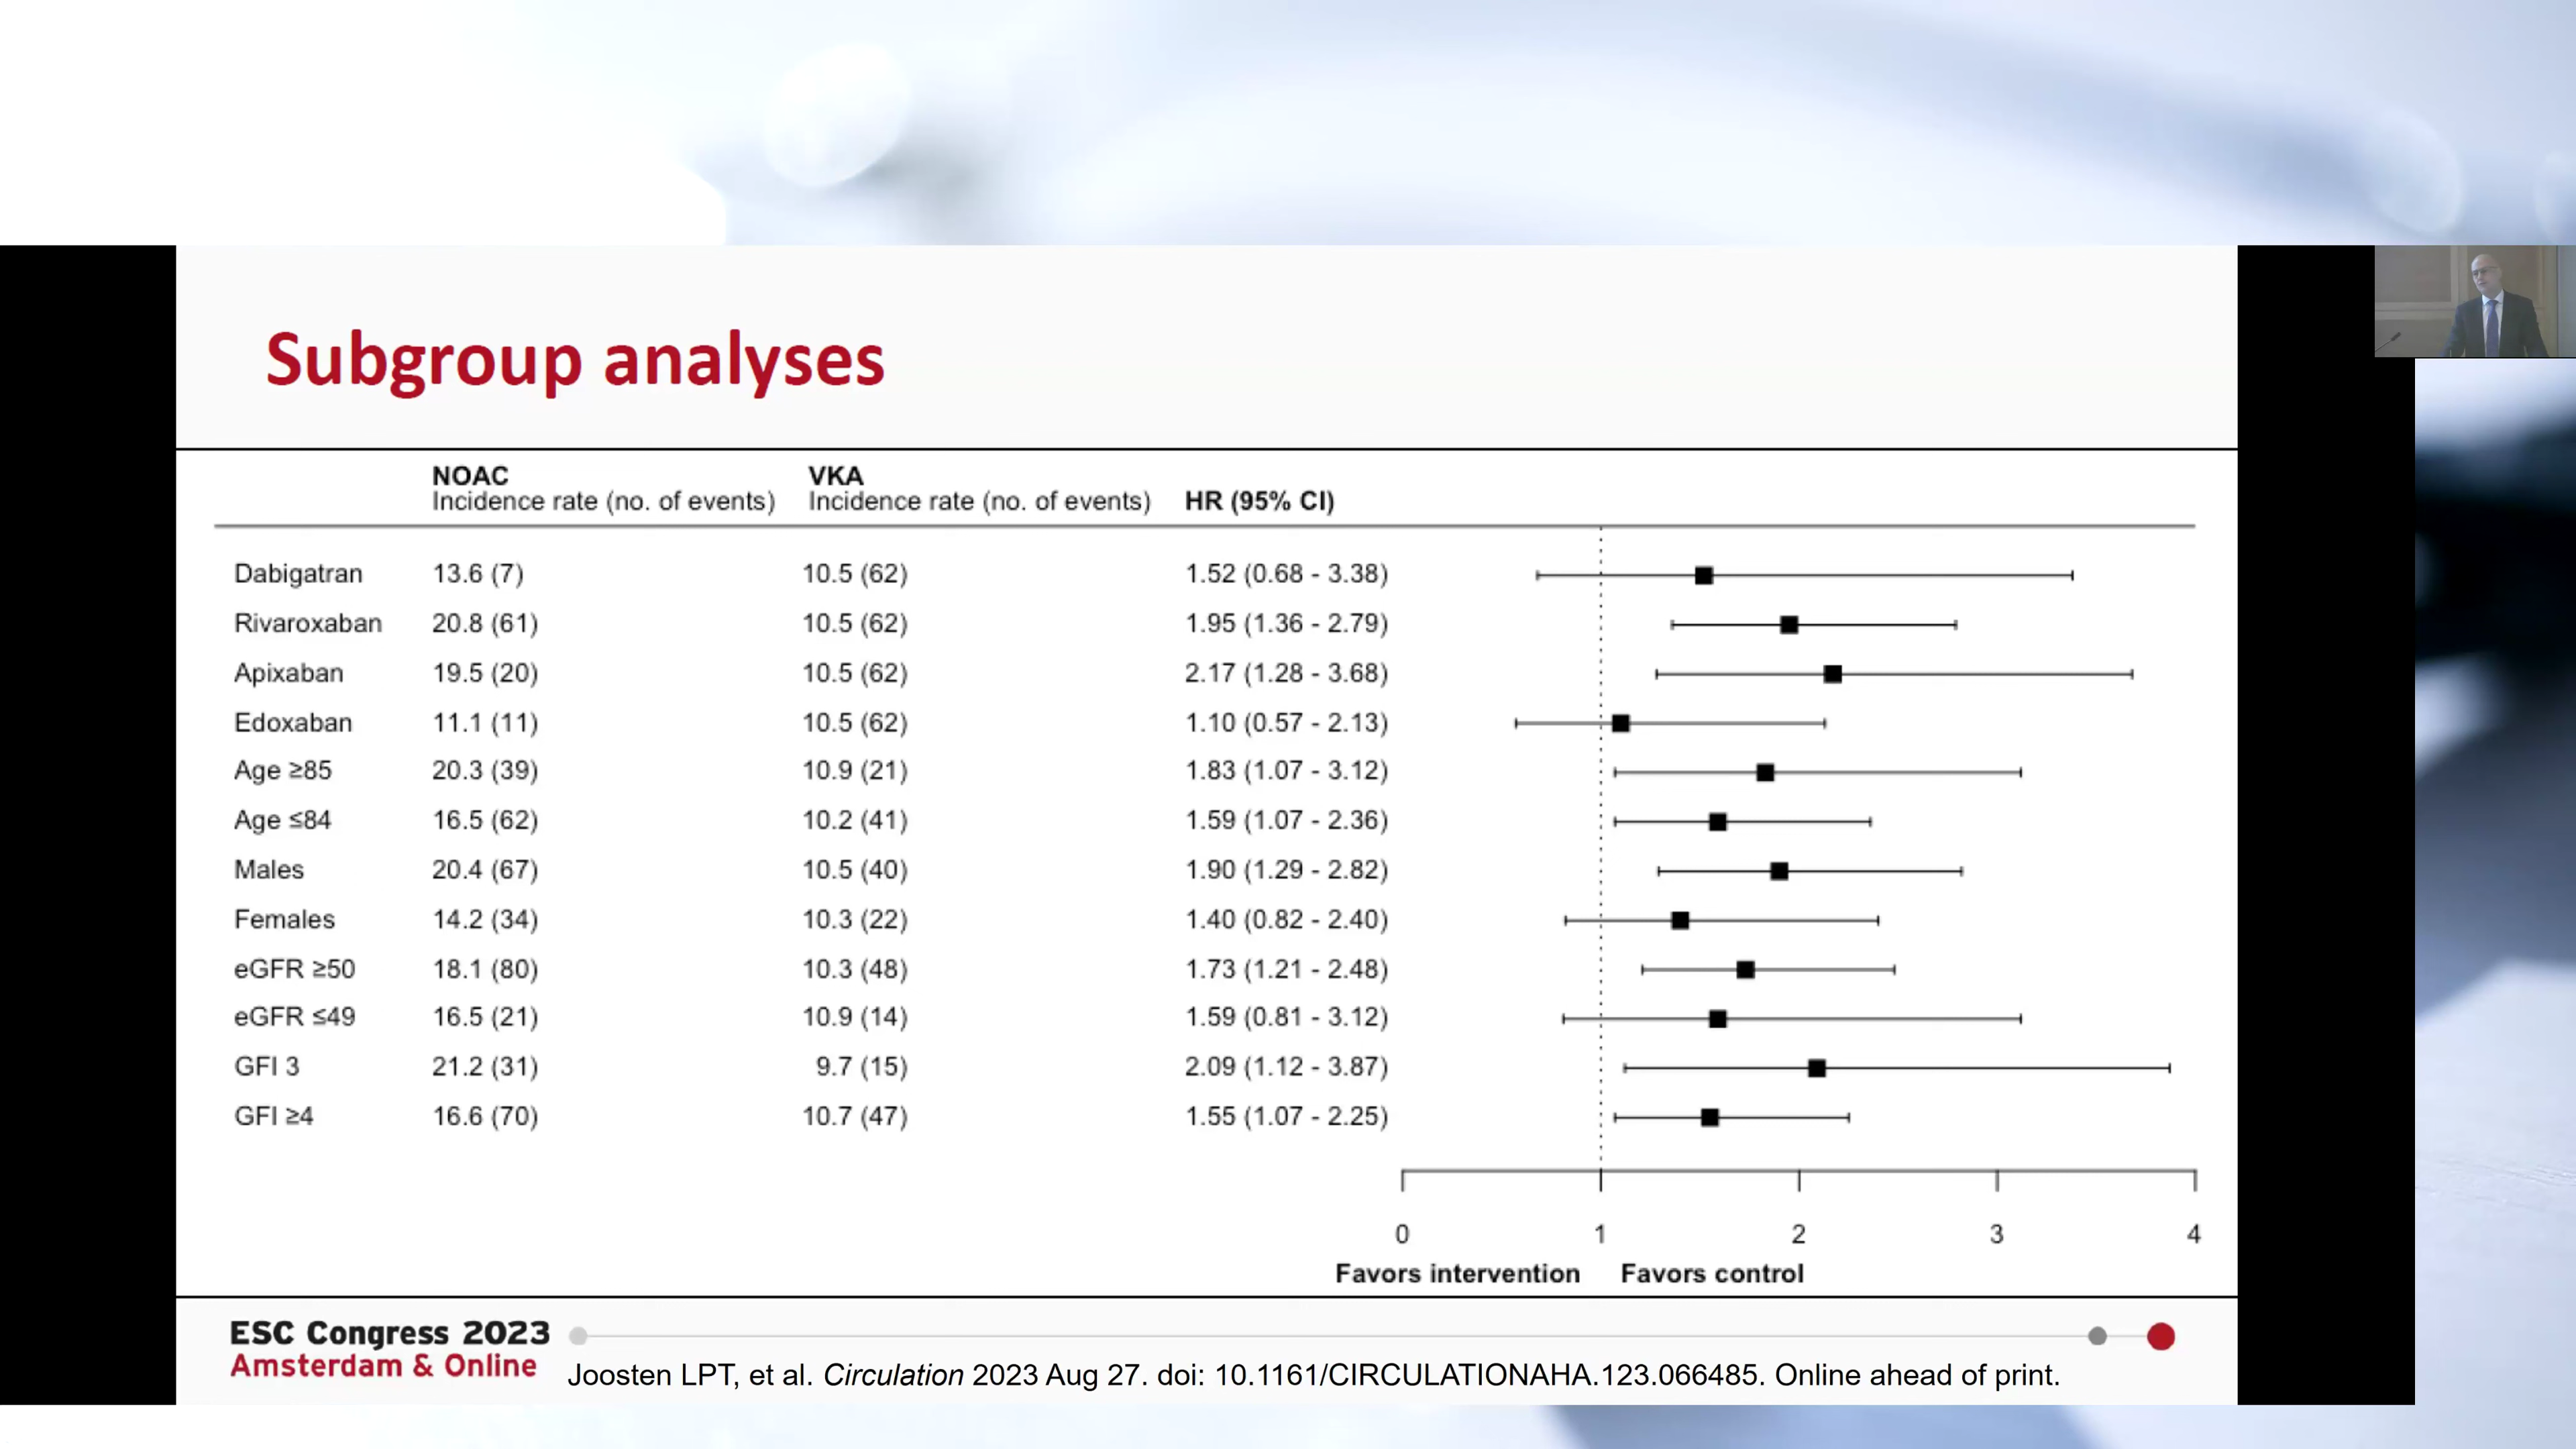 Subgroup analyses
NOAC
Incidence rate (no. of events)
VKA
Incidence rate (no. of events)
HR (95% CI)
Dabigatran 13.6 (7) 10.5 (62) 1.52 (0.68 - 3.38)
Rivaroxaban 20.8 (61) 10.5 (62) 1.95 (1.36 - 2.79)
Apixaban 19.5 (20) 10.5 (62) 2.17 (1.28 - 3.68)
Edoxaban 11.1 (11) 10.5 (62) 1.10 (0.57 - 2.13)
Age ≥85 20.3 (39) 10.9 (21) 1.83 (1.07 - 3.12)
Age ≤84 16.5 (62) 10.2 (41) 1.59 (1.07 - 2.36)
Males 20.4 (67) 10.5 (40) 1.90 (1.29 - 2.82)
Females 14.2 (34) 10.3 (22) 1.40 (0.82 - 2.40)
eGFR ≥50 18.1 (80) 10.3 (48) 1.73 (1.21 - 2.48)
eGFR ≤49 16.5 (21) 10.9 (14) 1.59 (0.81 - 3.12)
GFI 3 21.2 (31) 9.7 (15) 2.09 (1.12 - 3.87)
GFI ≥4 16.6 (70) 10.7 (47) 1.55 (1.07 - 2.25)
0 1 2 3 4
Favors intervention Favors control
ESC Congress 2023
Amsterdam & Online
Joosten LPT, et al. Circulation 2023 Aug 27. doi: 10.1161/CIRCULATIONAHA.123.066485. Online ahead of print.